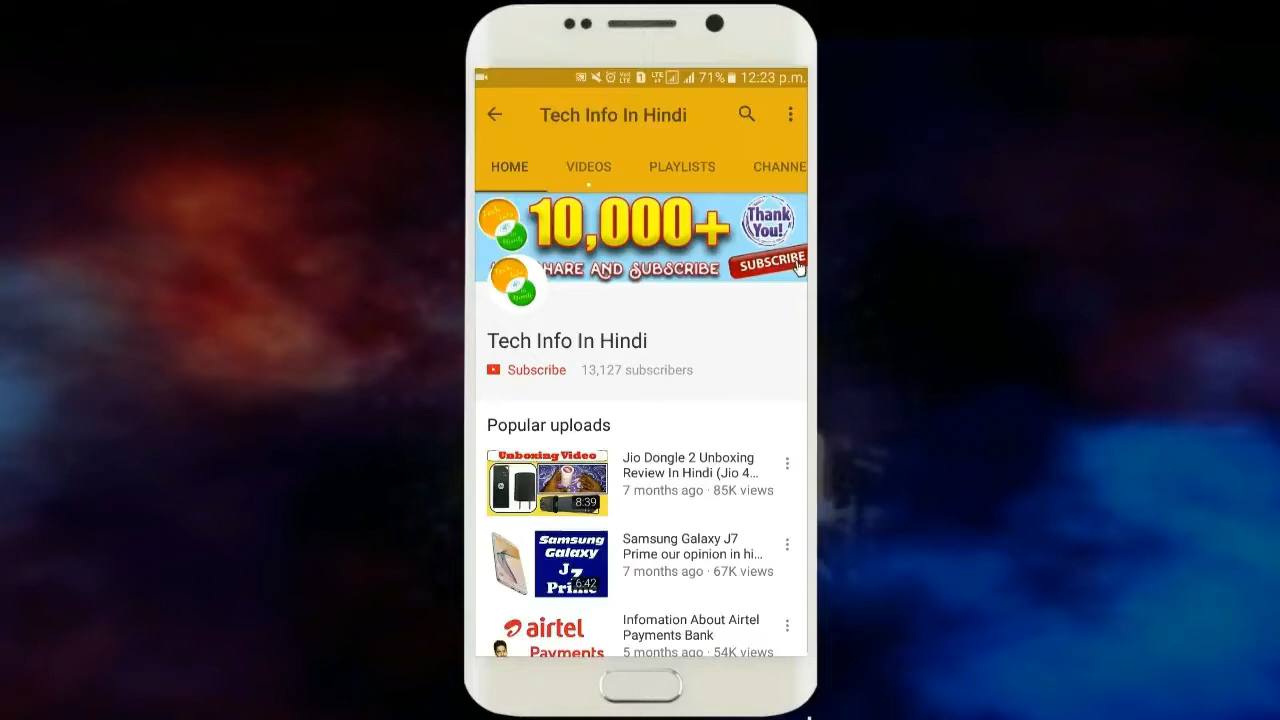 71% 12:23 p.m.
Tech Info In Hindi
HOME VIDEOS PLAYLISTS CHANNE
10,000+
Thank You!
SHARE AND SUBSCRIBE
SUBSCRIBE
Tech Info In Hindi
Subscribe 13,127 subscribers
Popular uploads
Unboxing Video
8:39
Jio Dongle 2 Unboxing
Review In Hindi (Jio 4...
7 months ago · 85K views
Samsung
Galaxy
J7
Prime
6:42
Samsung Galaxy J7
Prime our opinion in hi...
7 months ago · 67K views
airtel
Payments
Infomation About Airtel
Payments Bank
5 months ago · 54K views